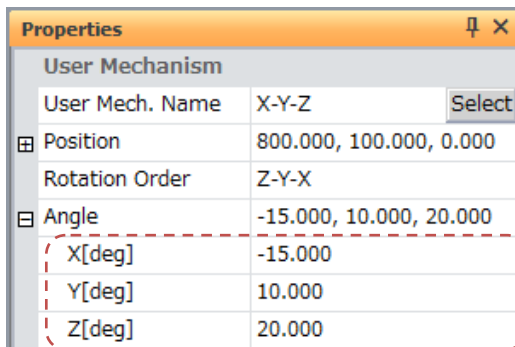 Properties
User Mechanism
User Mech. Name X-Y-Z Select
Position 800.000, 100.000, 0.000
Rotation Order Z-Y-X
Angle -15.000, 10.000, 20.000
X[deg] -15.000
Y[deg] 10.000
Z[deg] 20.000